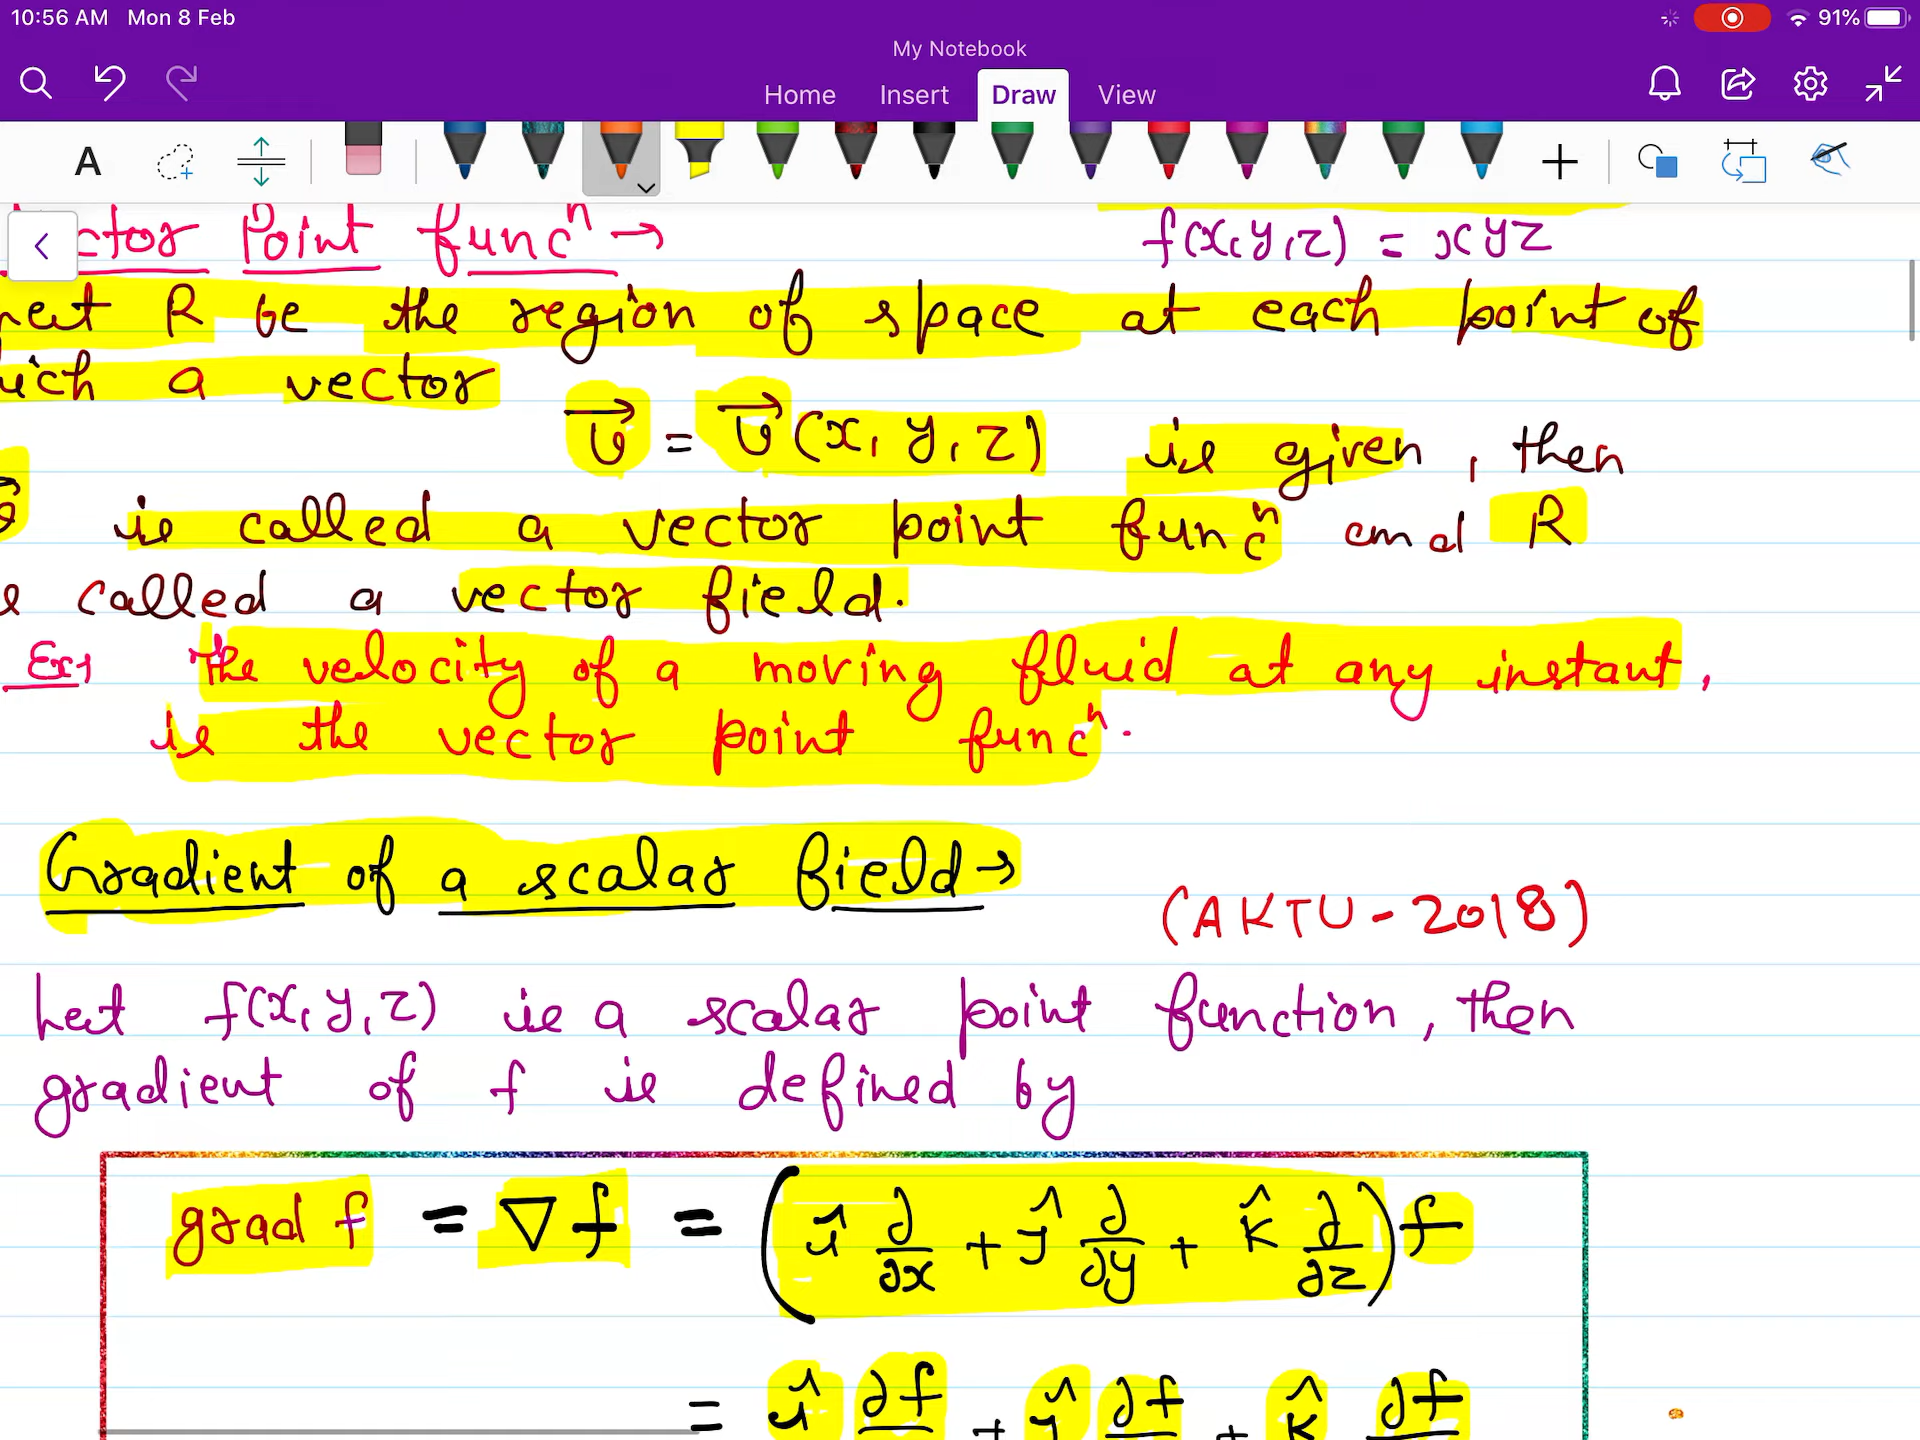 10:56 AM Mon 8 Feb
91%
My Notebook
Home Insert Draw View
A
ctor Point funcⁿ →
f(x,y,z) = xyz
Let R be the region of space at each point of
which a vector
v⃗ = v⃗(x, y, z) is given, then
v⃗ is called a vector point funcⁿ and R
is called a vector field.
Ex, The velocity of a moving fluid at any instant,
is the vector point funcⁿ.
Gradient of a scalar field →
(AKTU - 2018)
Let f(x,y,z) is a scalar point function, then
gradient of f is defined by
grad f = ∇f = (î ∂/∂x + ĵ ∂/∂y + k̂ ∂/∂z) f
= î ∂f + ĵ ∂f + k̂ ∂f